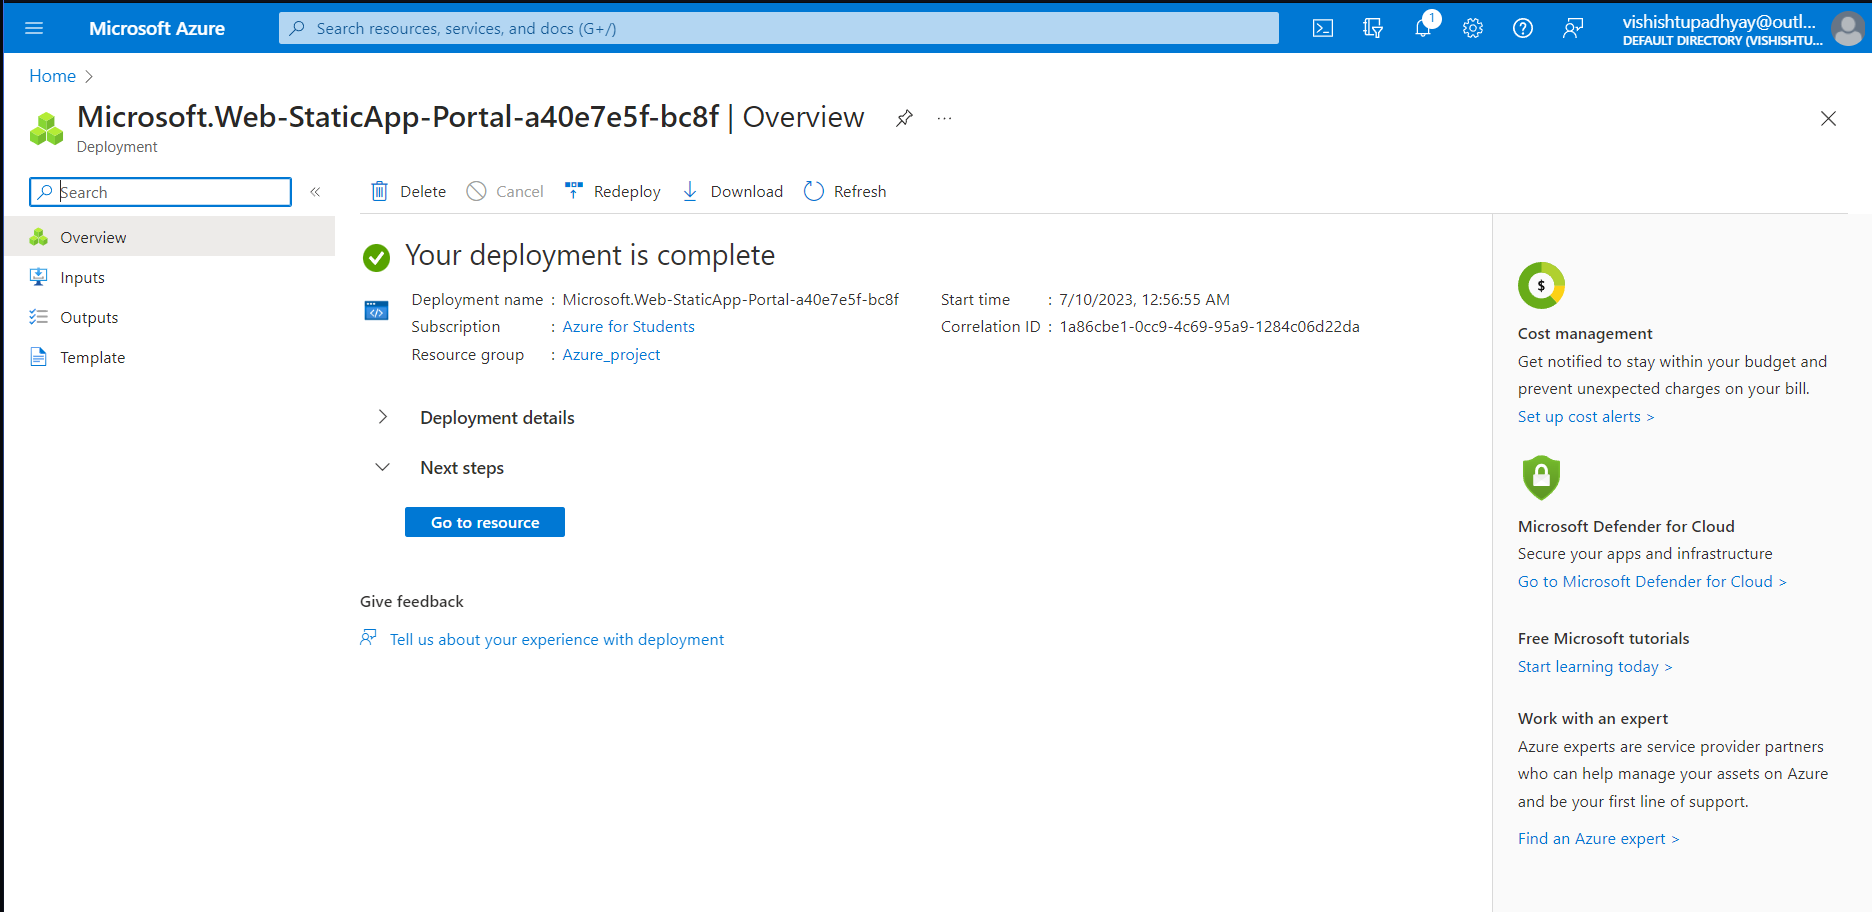 Microsoft Azure
Search resources, services, and docs (G+/)
1
vishishtupadhyay@outl...
DEFAULT DIRECTORY (VISHISHTU...
Home
Microsoft.Web-StaticApp-Portal-a40e7e5f-bc8f | Overview
Deployment
Search
Delete
Cancel
Redeploy
Download
Refresh
Overview
Inputs
Outputs
Template
Your deployment is complete
Deployment name : Microsoft.Web-StaticApp-Portal-a40e7e5f-bc8f
Subscription : Azure for Students
Resource group : Azure_project
Start time : 7/10/2023, 12:56:55 AM
Correlation ID : 1a86cbe1-0cc9-4c69-95a9-1284c06d22da
Deployment details
Next steps
Go to resource
Give feedback
Tell us about your experience with deployment
$
Cost management
Get notified to stay within your budget and
prevent unexpected charges on your bill.
Set up cost alerts >
Microsoft Defender for Cloud
Secure your apps and infrastructure
Go to Microsoft Defender for Cloud >
Free Microsoft tutorials
Start learning today >
Work with an expert
Azure experts are service provider partners
who can help manage your assets on Azure
and be your first line of support.
Find an Azure expert >